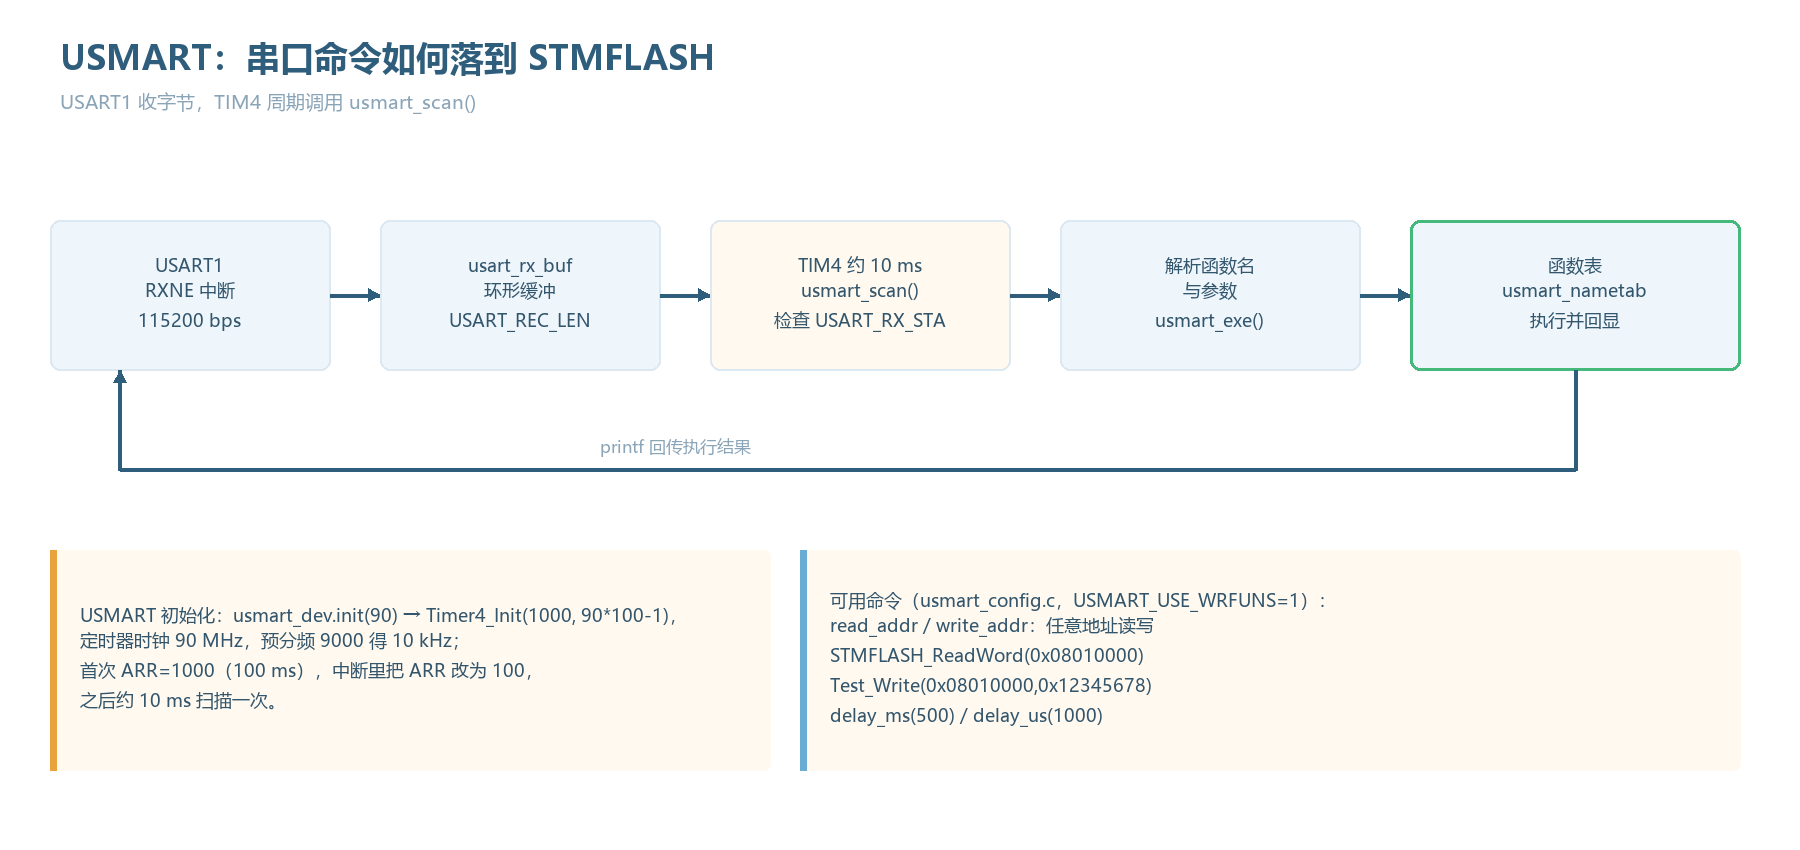 USMART：串口命令如何落到 STMFLASH
USART1 收字节，TIM4 周期调用 usmart_scan()
USART1
RXNE 中断
115200 bps
usart_rx_buf
环形缓冲
USART_REC_LEN
TIM4 约 10 ms
usmart_scan()
检查 USART_RX_STA
解析函数名
与参数
usmart_exe()
函数表
usmart_nametab
执行并回显
printf 回传执行结果
USMART 初始化：usmart_dev.init(90) → Timer4_Init(1000, 90*100-1)，
定时器时钟 90 MHz，预分频 9000 得 10 kHz；
首次 ARR=1000（100 ms），中断里把 ARR 改为 100，
之后约 10 ms 扫描一次。
可用命令（usmart_config.c，USMART_USE_WRFUNS=1）：
read_addr / write_addr：任意地址读写
STMFLASH_ReadWord(0x08010000)
Test_Write(0x08010000,0x12345678)
delay_ms(500) / delay_us(1000)